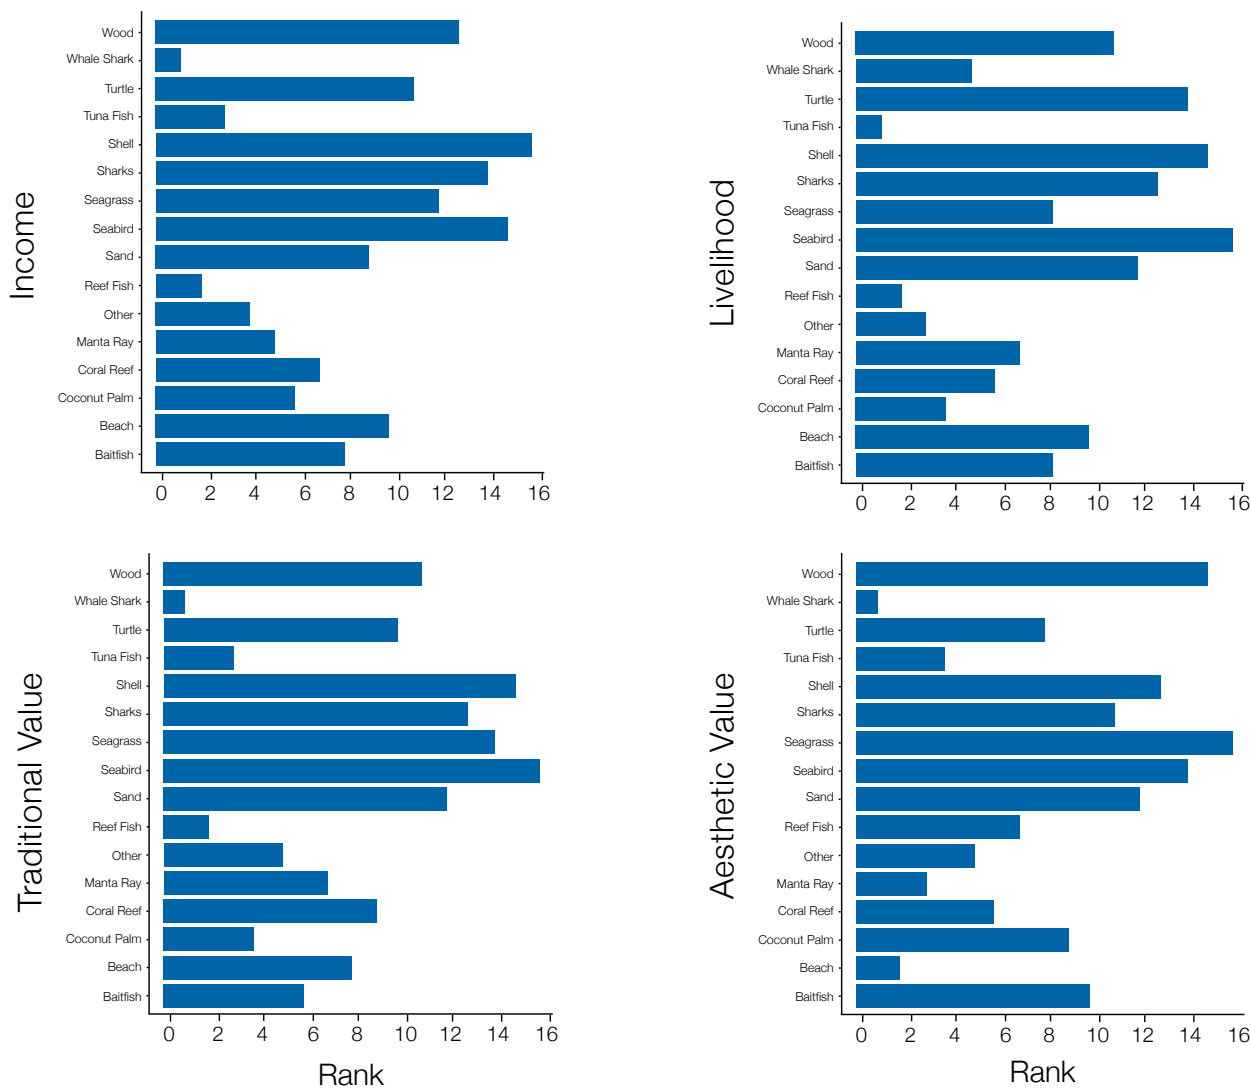 Income
Wood
Whale Shark
Turtle
Tuna Fish
Shell
Sharks
Seagrass
Seabird
Sand
Reef Fish
Other
Manta Ray
Coral Reef
Coconut Palm
Beach
Baitfish
0 2 4 6 8 10 12 14 16
Livelihood
Wood
Whale Shark
Turtle
Tuna Fish
Shell
Sharks
Seagrass
Seabird
Sand
Reef Fish
Other
Manta Ray
Coral Reef
Coconut Palm
Beach
Baitfish
0 2 4 6 8 10 12 14 16
Traditional Value
Wood
Whale Shark
Turtle
Tuna Fish
Shell
Sharks
Seagrass
Seabird
Sand
Reef Fish
Other
Manta Ray
Coral Reef
Coconut Palm
Beach
Baitfish
0 2 4 6 8 10 12 14 16
Rank
Aesthetic Value
Wood
Whale Shark
Turtle
Tuna Fish
Shell
Sharks
Seagrass
Seabird
Sand
Reef Fish
Other
Manta Ray
Coral Reef
Coconut Palm
Beach
Baitfish
0 2 4 6 8 10 12 14 16
Rank